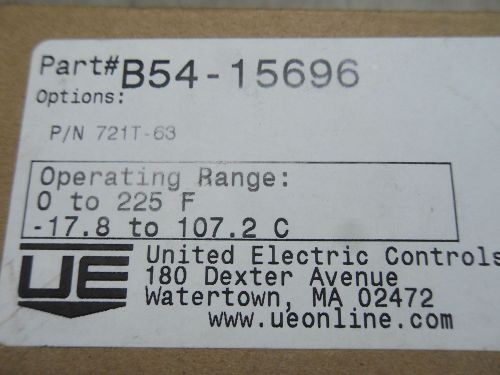 Part# B54-15696
Options:
P/N 721T-63
Operating Range:
0 to 225 F
-17.8 to 107.2 C
UE
United Electric Controls
180 Dexter Avenue
Watertown, MA 02472
www.ueonline.com